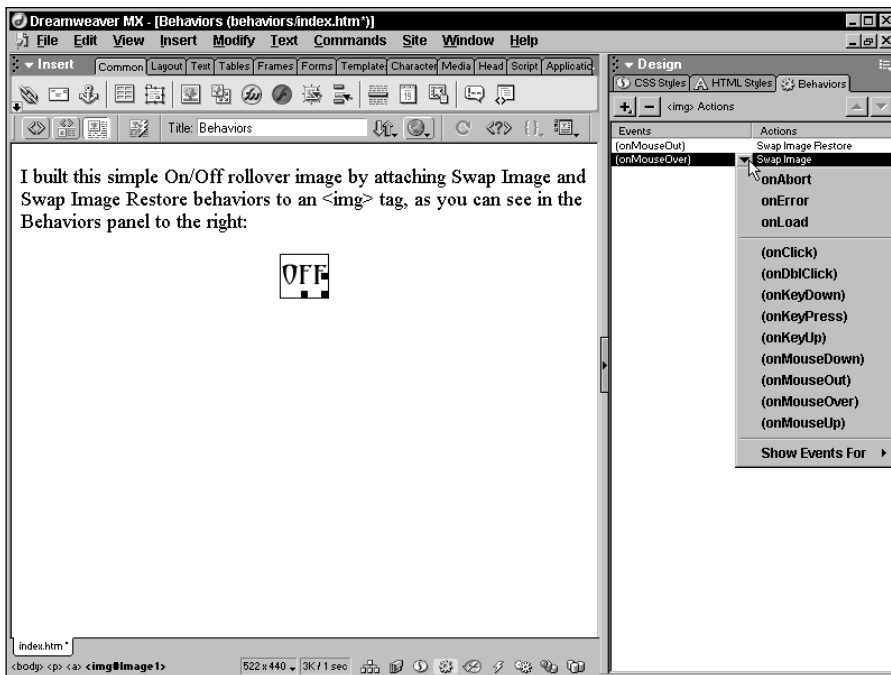 Dreamweaver MX - [Behaviors (behaviors/index.htm*)]
File Edit View Insert Modify Text Commands Site Window Help
Insert Common Layout Text Tables Frames Forms Template Character Media Head Script Applicatic
Title: Behaviors
I built this simple On/Off rollover image by attaching Swap Image and
Swap Image Restore behaviors to an <img> tag, as you can see in the
Behaviors panel to the right:
OFF
index.htm*
<body> <p> <a> <img#Image1>
522 x 440 3K / 1 sec
Design
CSS Styles HTML Styles Behaviors
<img> Actions
Events Actions
(onMouseOut) Swap Image Restore
(onMouseOver) Swap Image
onAbort
onError
onLoad
(onClick)
(onDblClick)
(onKeyDown)
(onKeyPress)
(onKeyUp)
(onMouseDown)
(onMouseOut)
(onMouseOver)
(onMouseUp)
Show Events For